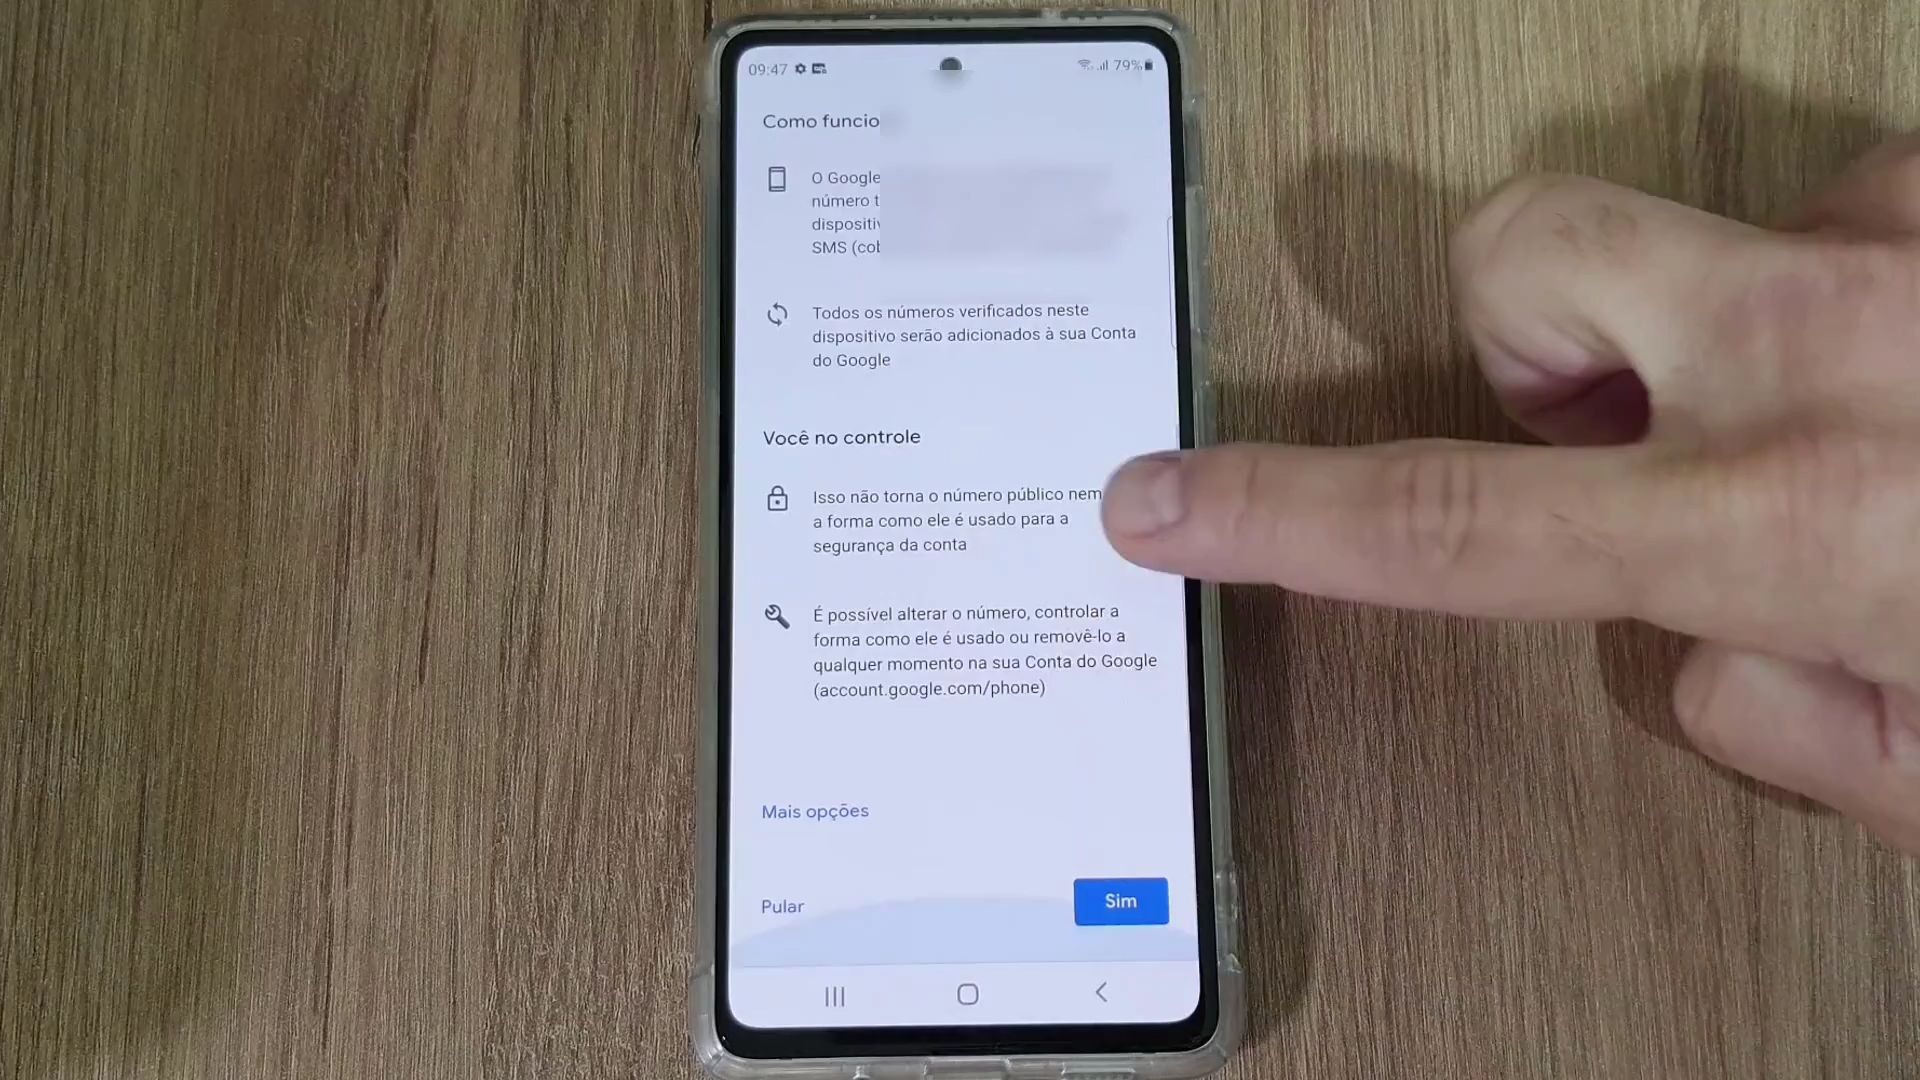 09:47
79%
Como funcio
O Google
número t
dispositiv
SMS (cob
Todos os números verificados neste
dispositivo serão adicionados à sua Conta
do Google
Você no controle
Isso não torna o número público nem
a forma como ele é usado para a
segurança da conta
É possível alterar o número, controlar a
forma como ele é usado ou removê-lo a
qualquer momento na sua Conta do Google
(account.google.com/phone)
Mais opções
Pular
Sim